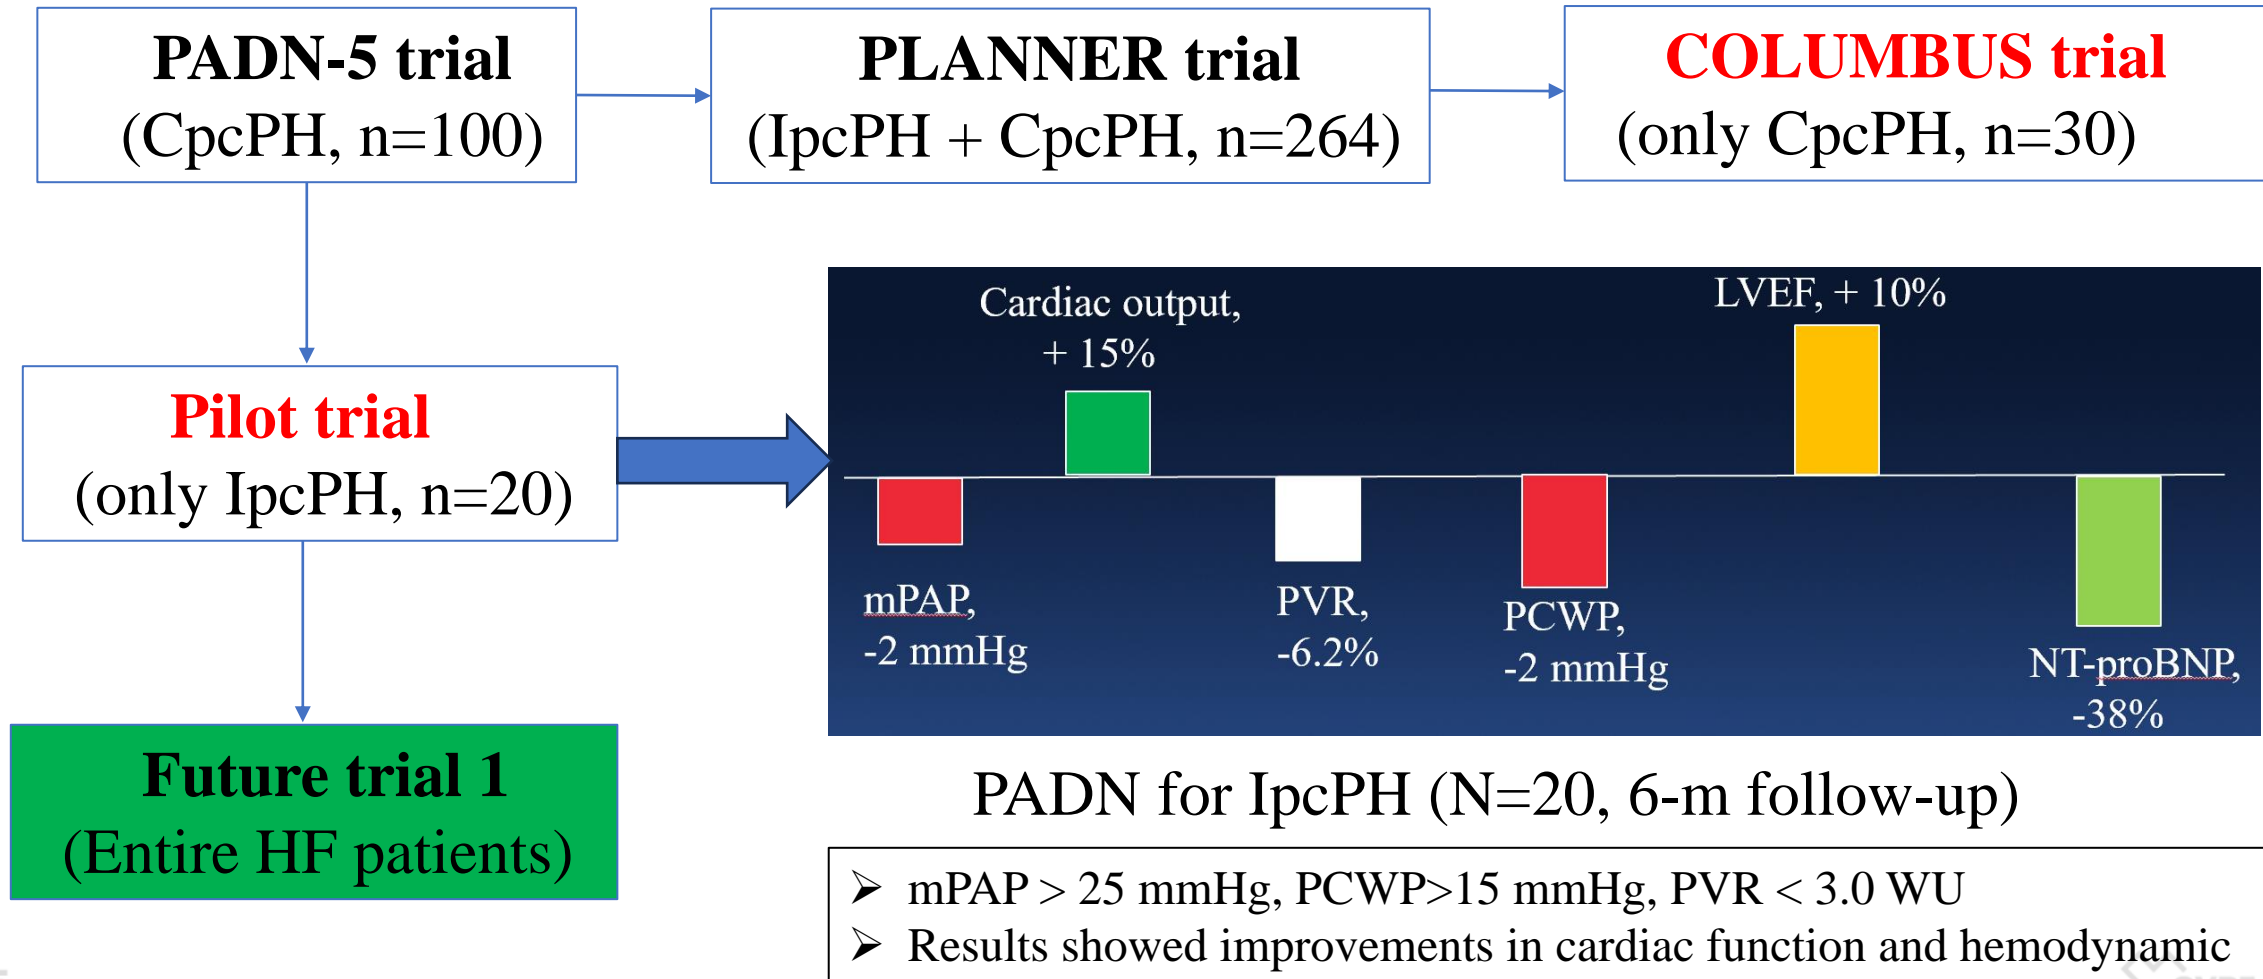 PADN-5 trial
(CpcPH, n=100)
PLANNER trial
(IpcPH + CpcPH, n=264)
COLUMBUS trial
(only CpcPH, n=30)
Pilot trial
(only IpcPH, n=20)
Future trial 1
(Entire HF patients)
Cardiac output,
+ 15%
LVEF, + 10%
mPAP,
-2 mmHg
PVR,
-6.2%
PCWP,
-2 mmHg
NT-proBNP,
-38%
PADN for IpcPH (N=20, 6-m follow-up)
➢ mPAP > 25 mmHg, PCWP>15 mmHg, PVR < 3.0 WU
➢ Results showed improvements in cardiac function and hemodynamic